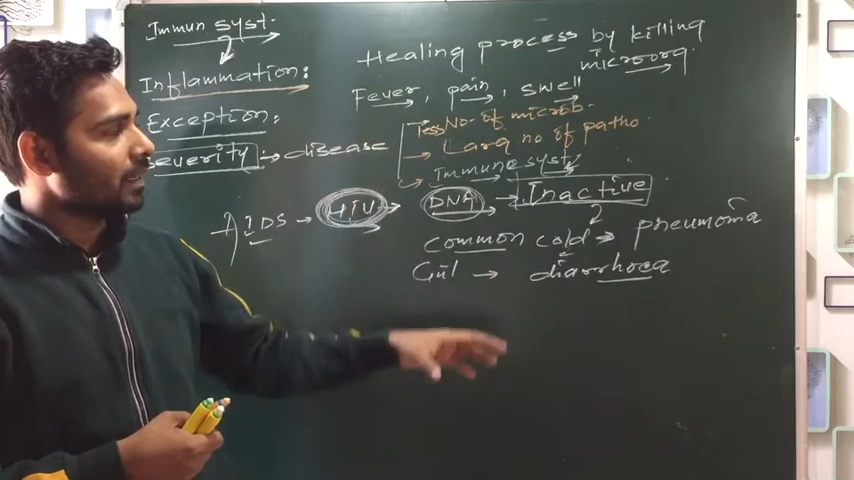 Immun syst.
Healing process by killing
microorg.
Inflammation:
Fever, pain, swell
Exception:
Less No. of microb.
Larg no of patho.
Severity → disease
Immune syst
AIDS → HIV → DNA → Inactive
common cold → pneumonia
Gut → diarrhoea